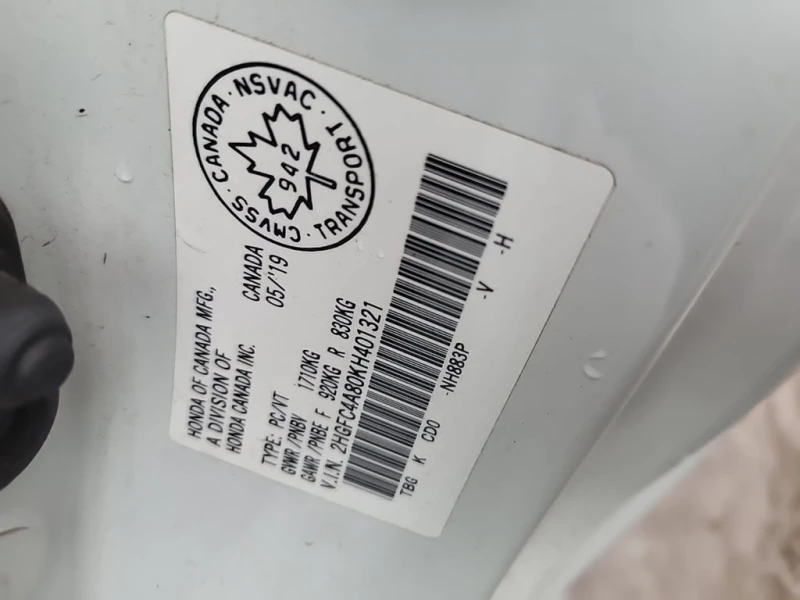 CMVSS · CANADA · NSVAC · TRANSPORT ·
942
HONDA OF CANADA MFG., CANADA
A DIVISION OF 05/'19
HONDA CANADA INC.
TYPE: PC/VT
GVWR /PNBV 1710KG
GAWR /PNBE F 920KG R 830KG
V.I.N. 2HGFC4A80KH401321
TBG K CD0 -NH883P -V -H